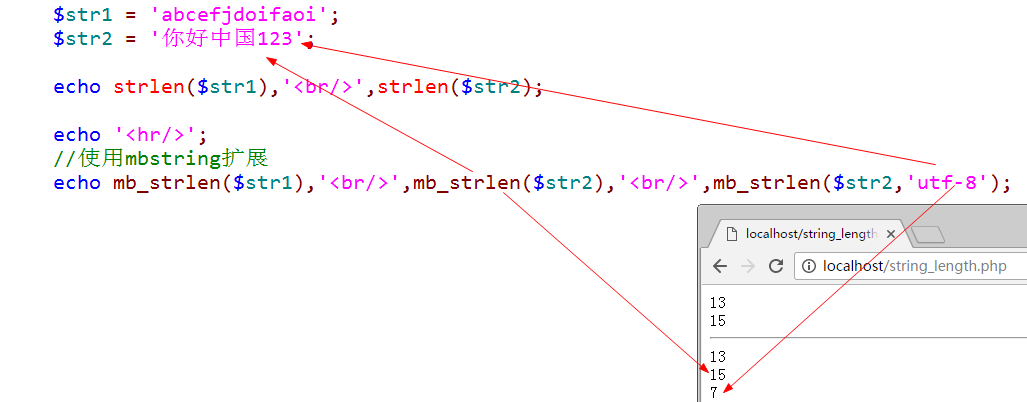 $str1 = 'abcefjdoifaoi';
$str2 = '你好中国123';
echo strlen($str1),'<br/>',strlen($str2);
echo '<hr/>';
//使用mbstring扩展
echo mb_strlen($str1),'<br/>',mb_strlen($str2),'<br/>',mb_strlen($str2,'utf-8');
localhost/string_length
localhost/string_length.php
13
15
13
15
7